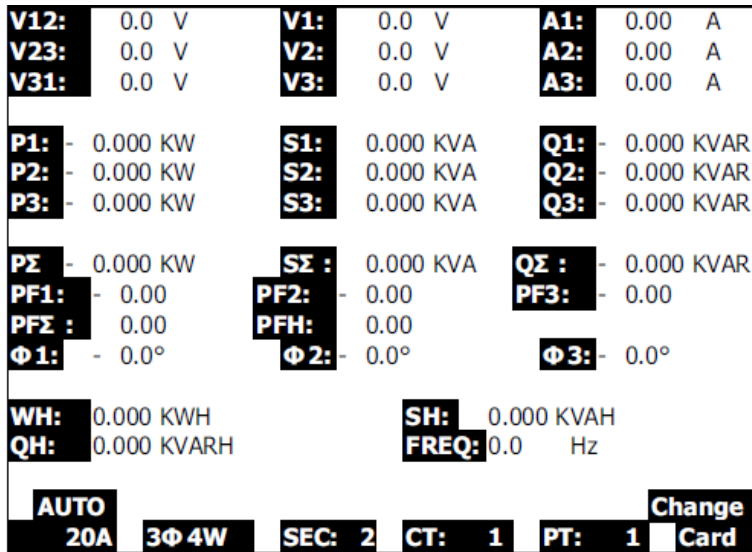 V12: 0.0 V V1: 0.0 V A1: 0.00 A
V23: 0.0 V V2: 0.0 V A2: 0.00 A
V31: 0.0 V V3: 0.0 V A3: 0.00 A
P1: - 0.000 KW S1: 0.000 KVA Q1: - 0.000 KVAR
P2: - 0.000 KW S2: 0.000 KVA Q2: - 0.000 KVAR
P3: - 0.000 KW S3: 0.000 KVA Q3: - 0.000 KVAR
PΣ - 0.000 KW SΣ : 0.000 KVA QΣ : - 0.000 KVAR
PF1: - 0.00 PF2: - 0.00 PF3: - 0.00
PFΣ : 0.00 PFH: 0.00
Φ1: - 0.0° Φ2: - 0.0° Φ3: - 0.0°
WH: 0.000 KWH SH: 0.000 KVAH
QH: 0.000 KVARH FREQ: 0.0 Hz
AUTO Change
20A 3Φ4W SEC: 2 CT: 1 PT: 1 Card